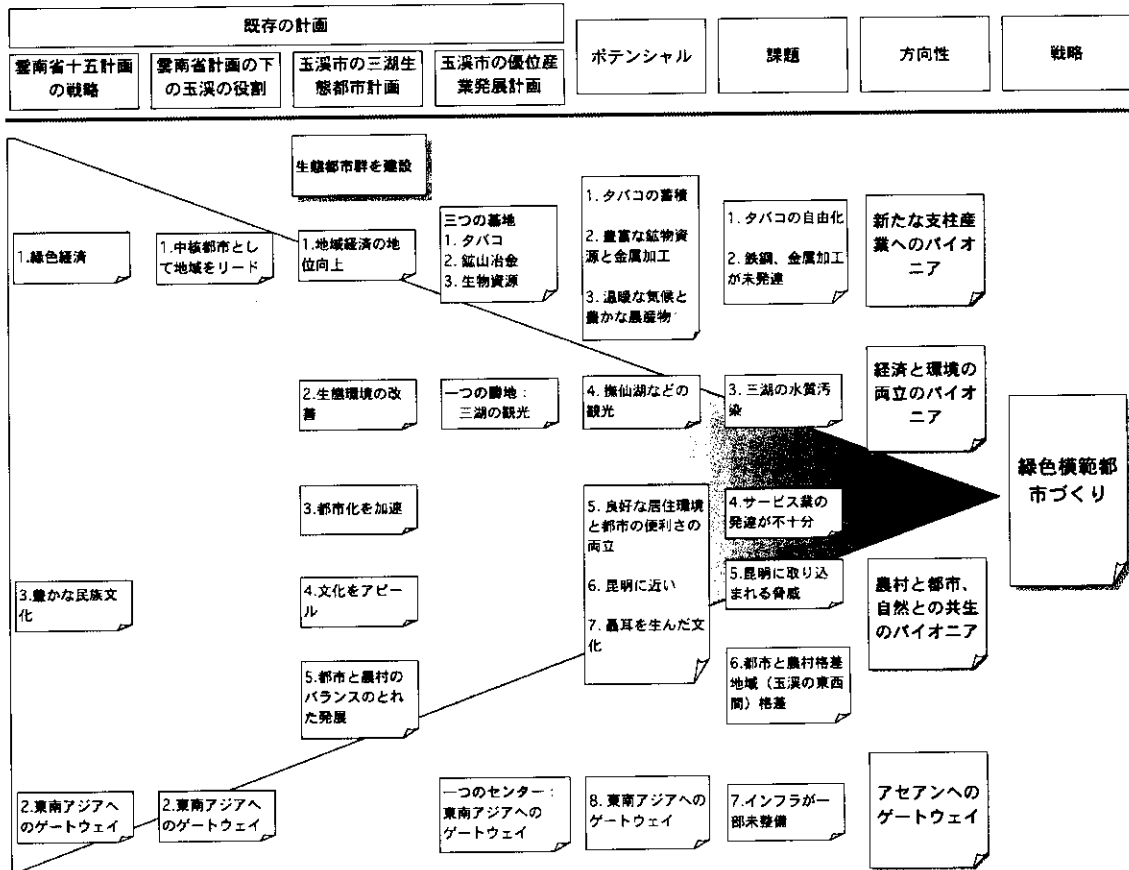 既存の計画
雲南省十五計画
の戦略
雲南省計画の下
の玉溪の役割
玉溪市の三湖生
態都市計画
玉溪市の優位産
業発展計画
ポテンシャル
課題
方向性
戦略
生態都市群を建設
1.緑色経済
1.中核都市とし
て地域をリード
1.地域経済の地
位向上
三つの基地
1. タバコ
2. 鉱山冶金
3. 生物資源
1. タバコの蓄積
2. 豊富な鉱物資
源と金属加工
3. 温暖な気候と
豊かな農産物
1. タバコの自由化
2. 鉄鋼、金属加工
が未発達
新たな支柱産
業へのパイオ
ニア
2.生態環境の改
善
一つの勝地：
三湖の観光
4. 撫仙湖などの
観光
3. 三湖の水質汚
染
経済と環境の
両立のパイオ
ニア
緑色模範都
市づくり
3.都市化を加速
5. 良好な居住環境
と都市の便利さの
両立
6. 昆明に近い
7. 聶耳を生んだ文
化
4.サービス業の
発達が不十分
3.豊かな民族文
化
4.文化をアピー
ル
5.昆明に取り込
まれる脅威
農村と都市、
自然との共生
のパイオニア
5.都市と農村の
バランスのとれ
た発展
6.都市と農村格差
地域（玉溪の東西
間）格差
2.東南アジアへ
のゲートウェイ
2.東南アジアへ
のゲートウェイ
一つのセンター：
東南アジアへの
ゲートウェイ
8. 東南アジアへの
ゲートウェイ
7.インフラが一
部未整備
アセアンへの
ゲートウェイ